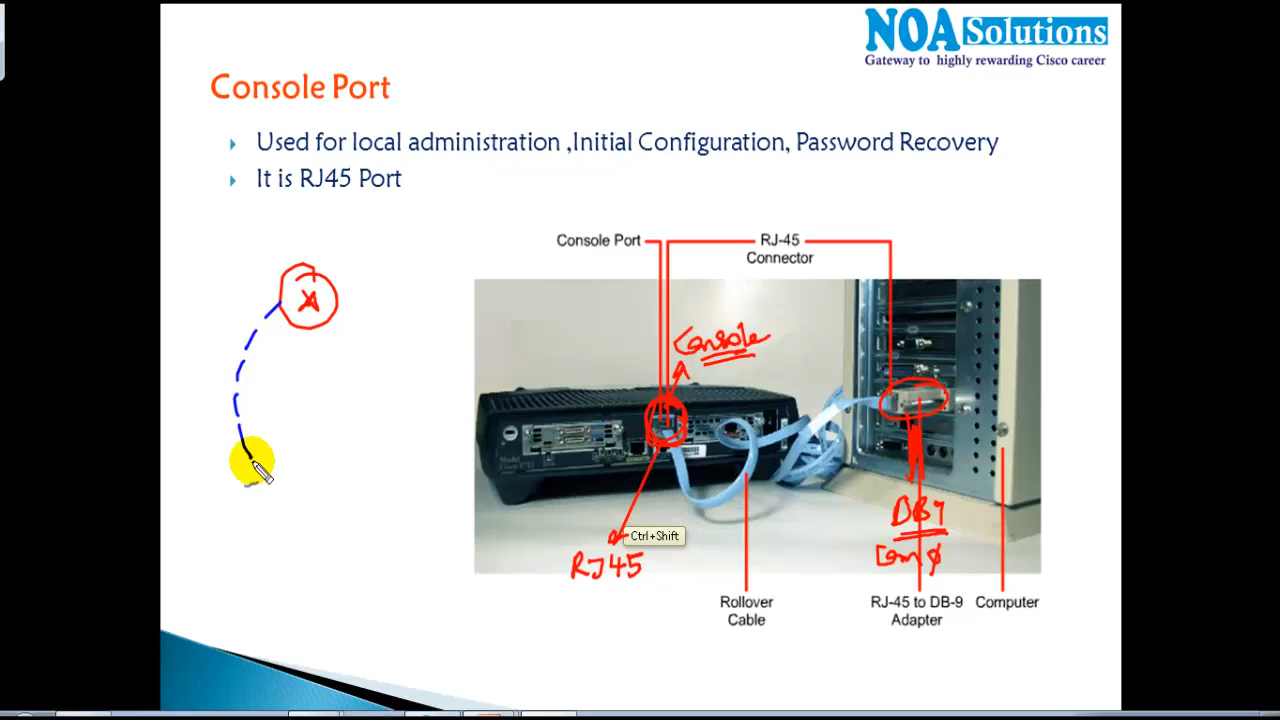 NOA Solutions
Gateway to highly rewarding Cisco career
Console Port
Used for local administration ,Initial Configuration, Password Recovery
It is RJ45 Port
Console Port
RJ-45
Connector
Console
Ctrl+Shift
RJ45
Rollover
Cable
RJ-45 to DB-9
Adapter
Computer